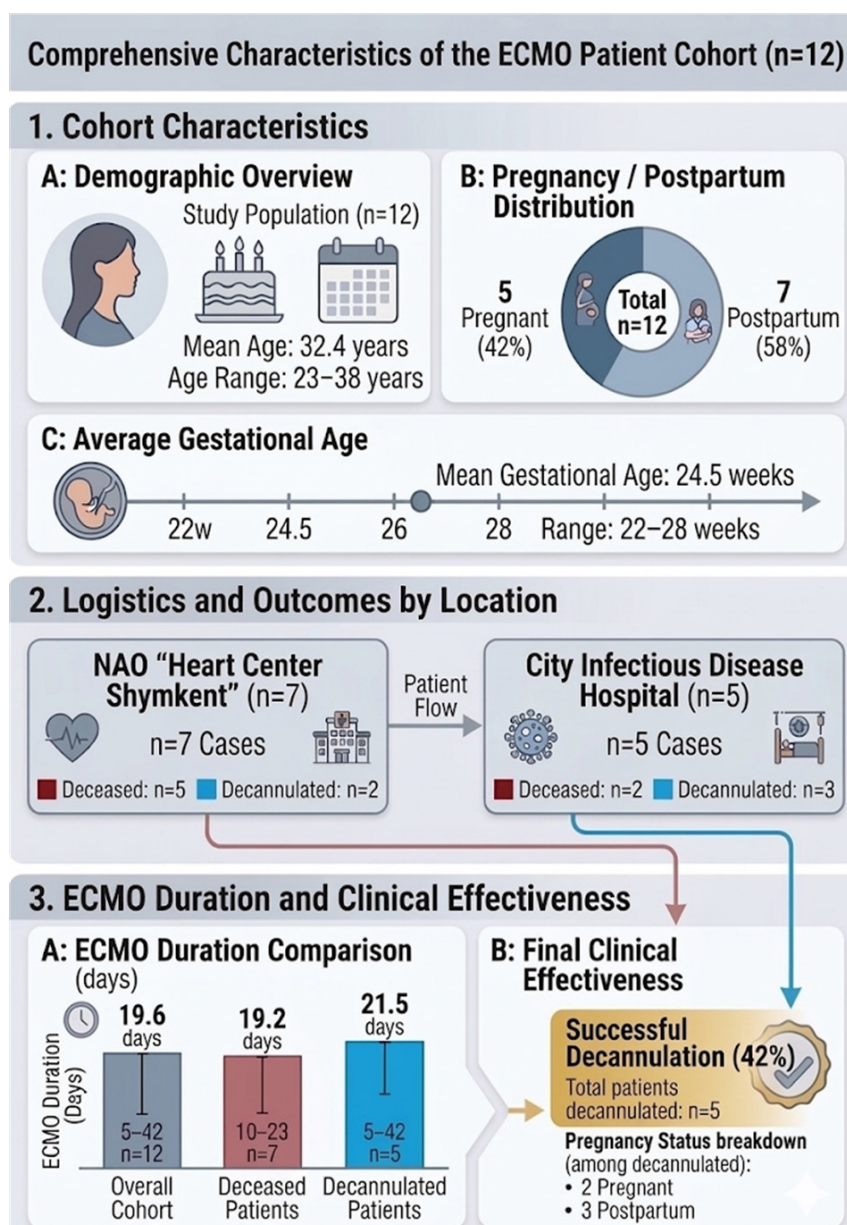 Comprehensive Characteristics of the ECMO Patient Cohort (n=12)
1. Cohort Characteristics
A: Demographic Overview
Study Population (n=12)
Mean Age: 32.4 years
Age Range: 23–38 years
B: Pregnancy / Postpartum
Distribution
5
Pregnant
(42%)
Total
n=12
7
Postpartum
(58%)
C: Average Gestational Age
Mean Gestational Age: 24.5 weeks
22w 24.5 26 28 Range: 22–28 weeks
2. Logistics and Outcomes by Location
NAO “Heart Center
Shymkent” (n=7)
n=7 Cases
Deceased: n=5 Decannulated: n=2
Patient
Flow
City Infectious Disease
Hospital (n=5)
n=5 Cases
Deceased: n=2 Decannulated: n=3
3. ECMO Duration and Clinical Effectiveness
A: ECMO Duration Comparison
(days)
ECMO Duration
(Days)
19.6
days
5–42
n=12
Overall
Cohort
19.2
days
10–23
n=7
Deceased
Patients
21.5
days
5–42
n=5
Decannulated
Patients
B: Final Clinical
Effectiveness
Successful
Decannulation (42%)
Total patients
decannulated: n=5
Pregnancy Status breakdown
(among decannulated):
• 2 Pregnant
• 3 Postpartum